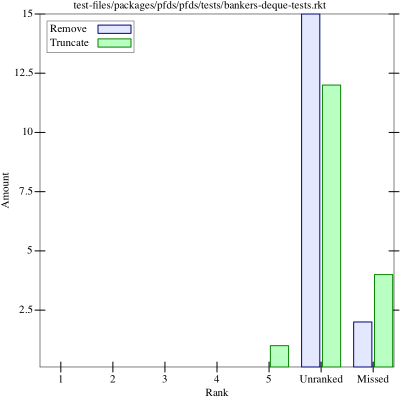 test-files/packages/pfds/pfds/tests/bankers-deque-tests.rkt
Remove
Truncate
15
12.5
10
7.5
5
2.5
Amount
1 2 3 4 5 Unranked Missed
Rank